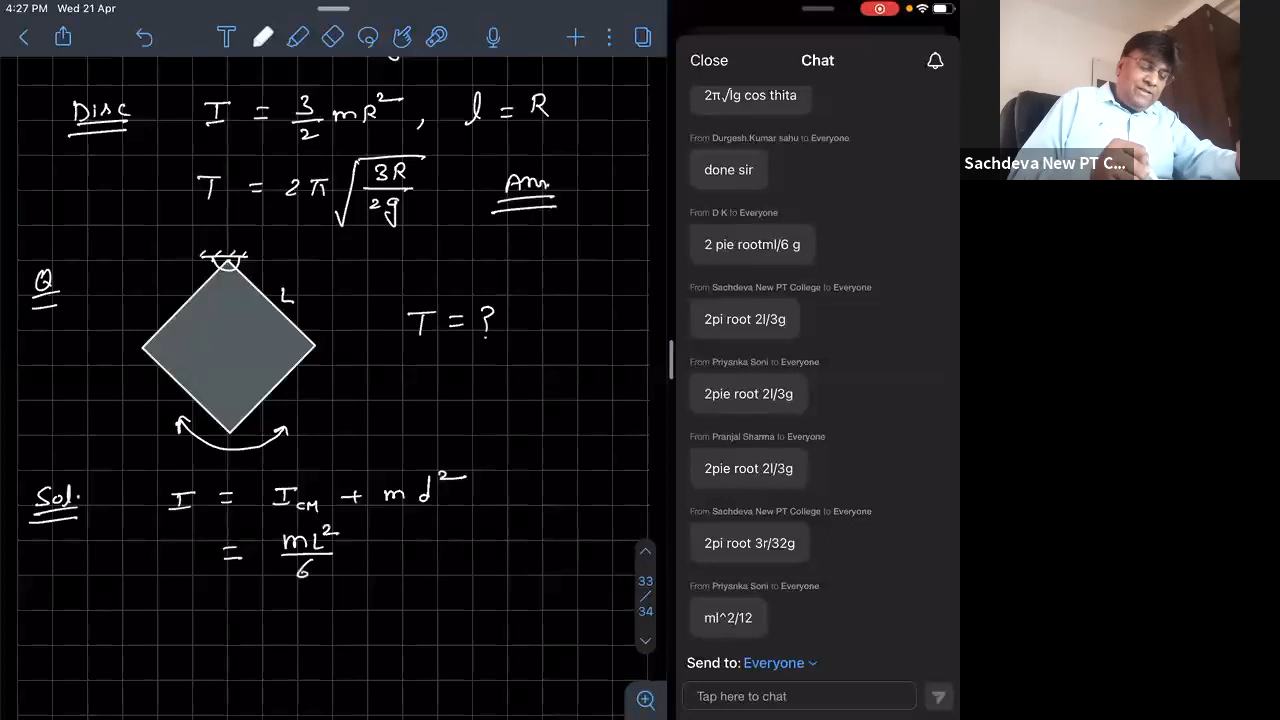 4:27 PM Wed 21 Apr
Disc I = 3/2 mR², l = R
T = 2π √(3R/2g) Ans.
Q
L
T = ?
Sol. I = I_CM + m d²
= mL²/6
33
/
34
Close Chat
2π√lg cos thita
From Durgesh Kumar sahu to Everyone
done sir
From D K to Everyone
2 pie rootml/6 g
From Sachdeva New PT College to Everyone
2pi root 2l/3g
From Priyanka Soni to Everyone
2pie root 2l/3g
From Pranjal Sharma to Everyone
2pie root 2l/3g
From Sachdeva New PT College to Everyone
2pi root 3r/32g
From Priyanka Soni to Everyone
ml^2/12
Send to: Everyone
Tap here to chat
Sachdeva New PT C...